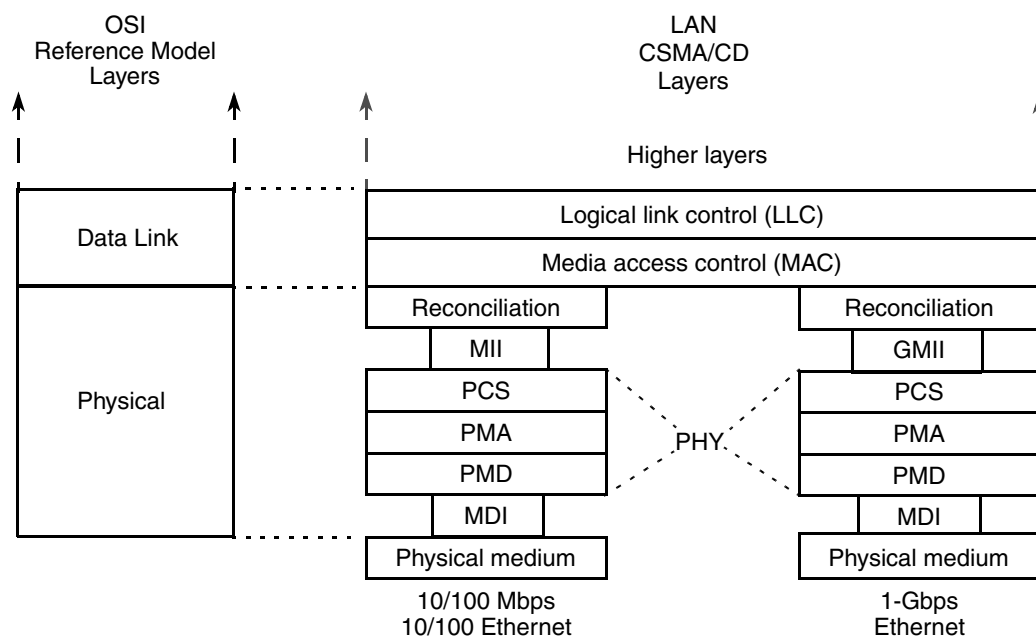 OSI
Reference Model
Layers
LAN
CSMA/CD
Layers
Higher layers
Data Link
Logical link control (LLC)
Media access control (MAC)
Physical
Reconciliation
MII
PCS
PMA
PMD
MDI
Physical medium
10/100 Mbps
10/100 Ethernet
PHY
Reconciliation
GMII
PCS
PMA
PMD
MDI
Physical medium
1-Gbps
Ethernet